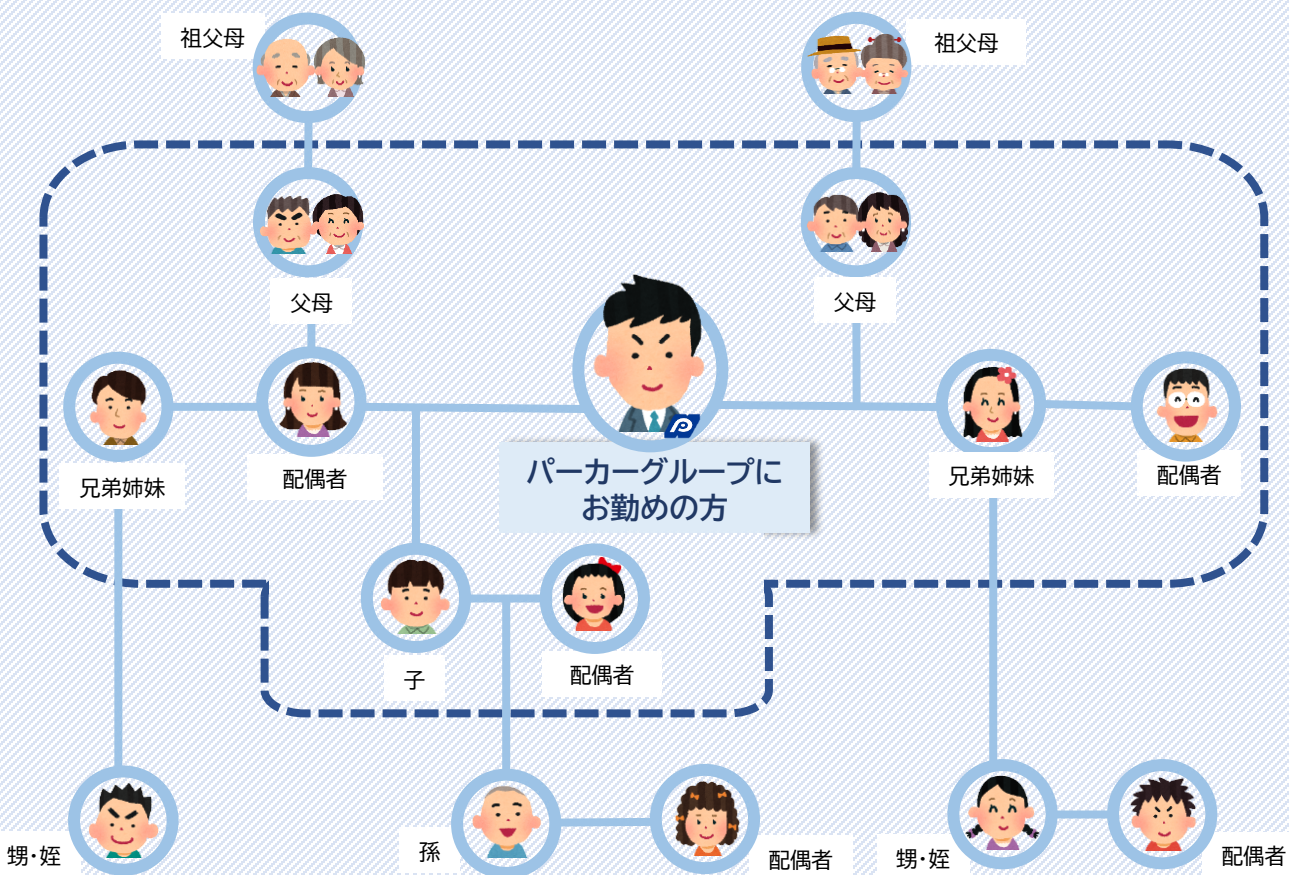 祖父母
祖父母
父母
父母
兄弟姉妹
配偶者
パーカーグループに
お勤めの方
兄弟姉妹
配偶者
子
配偶者
甥・姪
孫
配偶者
甥・姪
配偶者